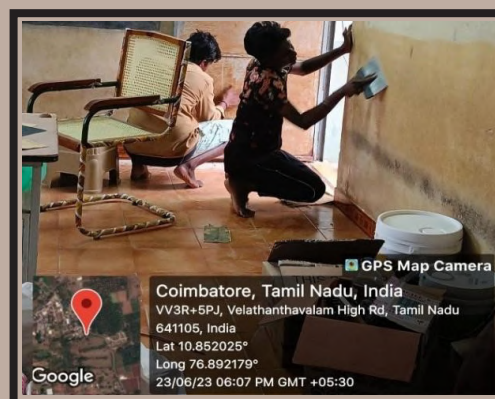 GPS Map Camera
Coimbatore, Tamil Nadu, India
VV3R+5PJ, Velathanthavalam High Rd, Tamil Nadu
641105, India
Lat 10.852025°
Long 76.892179°
23/06/23 06:07 PM GMT +05:30
Google